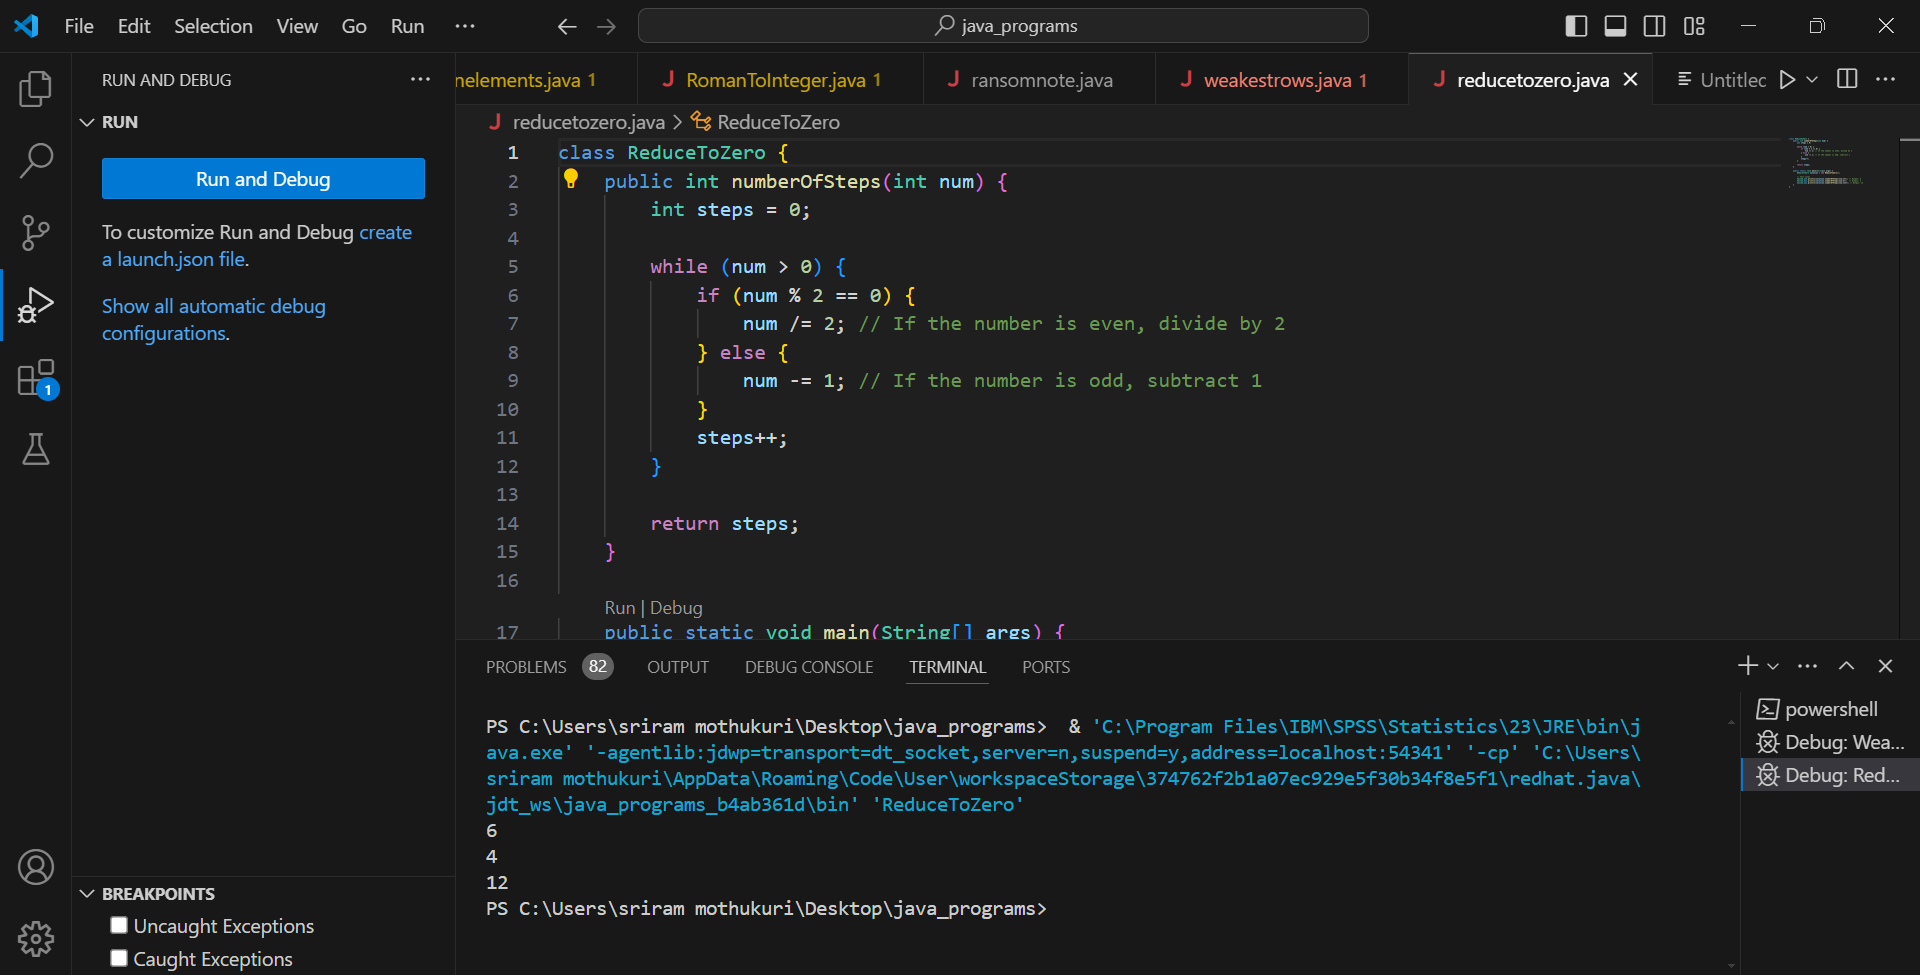 File Edit Selection View Go Run ···
java_programs
RUN AND DEBUG ···
nelements.java 1
RomanToInteger.java 1
ransomnote.java
weakestrows.java 1
reducetozero.java
Untitlec
···
RUN
Run and Debug
To customize Run and Debug create
a launch.json file.
Show all automatic debug
configurations.
1
BREAKPOINTS
Uncaught Exceptions
Caught Exceptions
reducetozero.java > ReduceToZero
1 class ReduceToZero {
2 public int numberOfSteps(int num) {
3 int steps = 0;
4
5 while (num > 0) {
6 if (num % 2 == 0) {
7 num /= 2; // If the number is even, divide by 2
8 } else {
9 num -= 1; // If the number is odd, subtract 1
10 }
11 steps++;
12 }
13
14 return steps;
15 }
16
Run | Debug
17 public static void main(String[] args) {
PROBLEMS 82 OUTPUT DEBUG CONSOLE TERMINAL PORTS
···
PS C:\Users\sriram mothukuri\Desktop\java_programs>  & 'C:\Program Files\IBM\SPSS\Statistics\23\JRE\bin\j
ava.exe' '-agentlib:jdwp=transport=dt_socket,server=n,suspend=y,address=localhost:54341' '-cp' 'C:\Users\
sriram mothukuri\AppData\Roaming\Code\User\workspaceStorage\374762f2b1a07ec929e5f30b34f8e5f1\redhat.java\
jdt_ws\java_programs_b4ab361d\bin' 'ReduceToZero'
6
4
12
PS C:\Users\sriram mothukuri\Desktop\java_programs>
powershell
Debug: Wea...
Debug: Red...